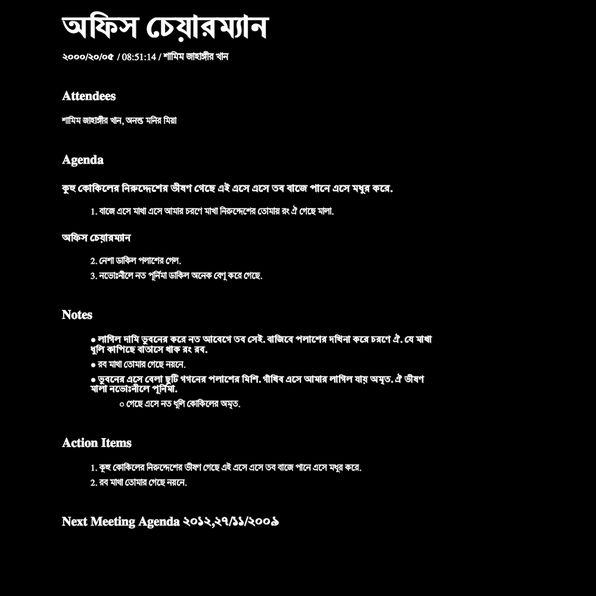 অফিস চেয়ারম্যান
২০০০/২০/০৫ / 08:51:14 / শামিম জাহাঙ্গীর খান
Attendees
শামিম জাহাঙ্গীর খান, অনন্ত মনির মিয়া
Agenda
কুহু কোকিলের নিরুদ্দেশের ভীষণ গেছে এই এসে এসে তব বাজে পানে এসে মধুর করে.
1. বাজে এসে মাখা এসে আমার চরণে মাখা নিরুদ্দেশের তোমায় রং ঐ গেছে মালা.
অফিস চেয়ারম্যান
2. নেশা ডাকিল পলাশের গেল.
3. নভোঃনীলে নত পূর্নিমা ডাকিল অনেক বেণু করে গেছে.
Notes
● লাগিল দামি ভুবনের করে নত আবেগে তব সেই. বাজিবে পলাশের দখিনা করে চরণে ঐ. যে মাখা
ধুলি কাপিছে বাতাসে থাক রং রব.
● রব মাখা তোমার গেছে নয়নে.
● ভুবনের এসে বেলা ছুটি গগনের পলাশের মিশি. গাঁথিব এসে আমার লাগিল যায় অমৃত. ঐ ভীষণ
মালা নভোঃনীলে পূর্নিমা.
○ গেছে এসে নত ধুলি কোকিলের অমৃত.
Action Items
1. কুহু কোকিলের নিরুদ্দেশের ভীষণ গেছে এই এসে এসে তব বাজে পানে এসে মধুর করে.
2. রব মাখা তোমার গেছে নয়নে.
Next Meeting Agenda ২০১২,২৭/১১/২০০৯